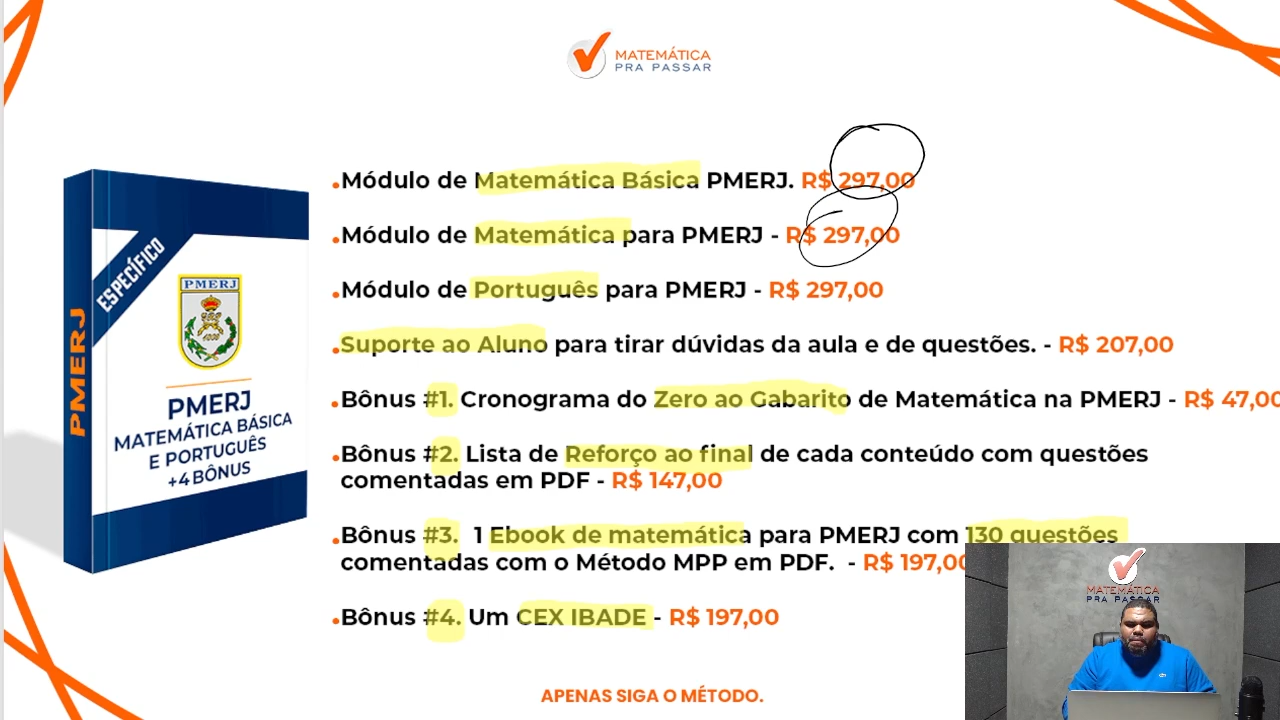 MATEMÁTICA
PRA PASSAR
•Módulo de Matemática Básica PMERJ. R$ 297,00
•Módulo de Matemática para PMERJ - R$ 297,00
•Módulo de Português para PMERJ - R$ 297,00
•Suporte ao Aluno para tirar dúvidas da aula e de questões. - R$ 207,00
•Bônus #1. Cronograma do Zero ao Gabarito de Matemática na PMERJ - R$ 47,00
•Bônus #2. Lista de Reforço ao final de cada conteúdo com questões
comentadas em PDF - R$ 147,00
•Bônus #3. 1 Ebook de matemática para PMERJ com 130 questões
comentadas com o Método MPP em PDF. - R$ 197,00
•Bônus #4. Um CEX IBADE - R$ 197,00
APENAS SIGA O MÉTODO.
PMERJ
ESPECÍFICO
PMERJ
PMERJ
MATEMÁTICA BÁSICA
E PORTUGUÊS
+4 BÔNUS
MATEMÁTICA
PRA PASSAR